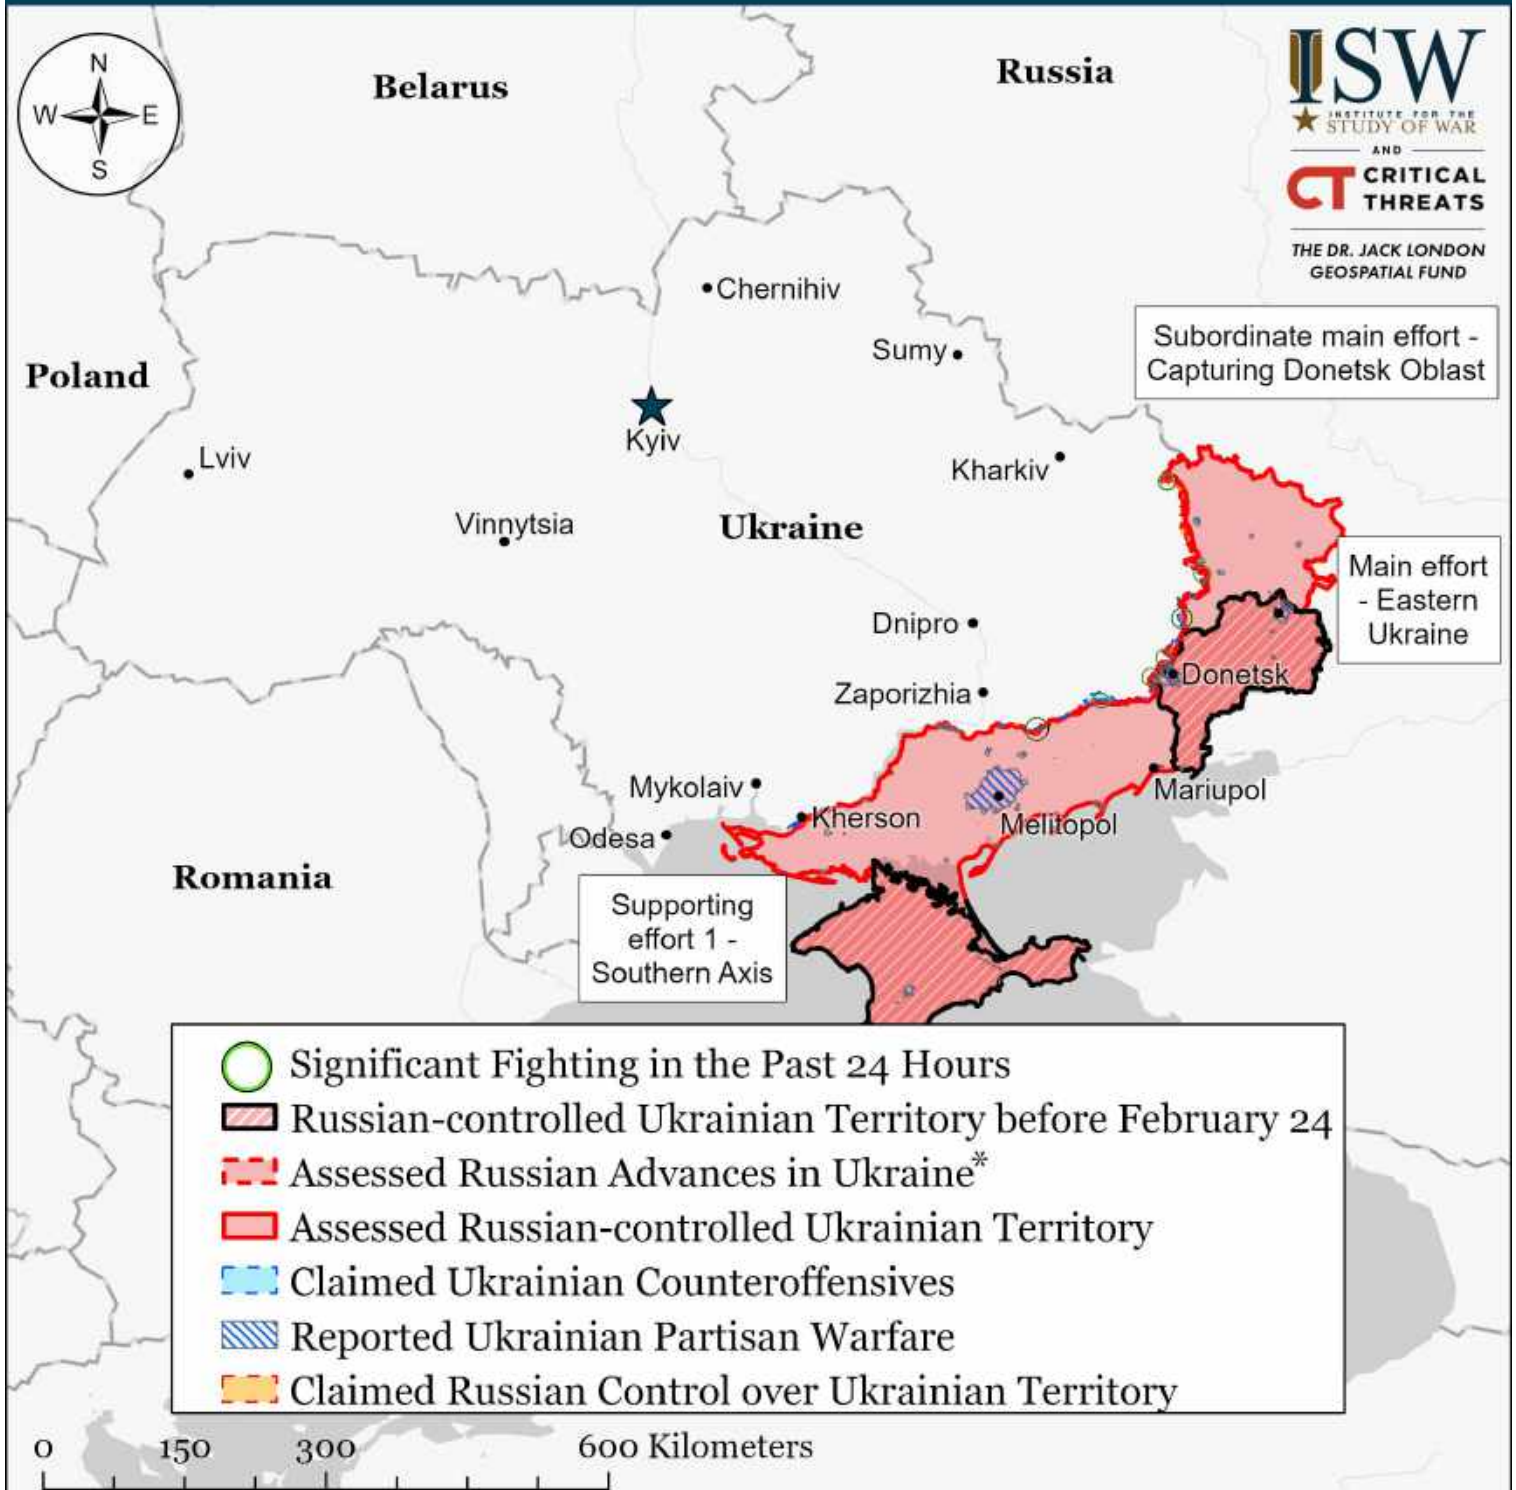 N
W
E
S
Belarus
Russia
ISW
INSTITUTE FOR THE
STUDY OF WAR
AND
CT CRITICAL
THREATS
THE DR. JACK LONDON
GEOSPATIAL FUND
Chernihiv
Subordinate main effort -
Capturing Donetsk Oblast
Sumy
Poland
Kyiv
Lviv
Kharkiv
Vinnytsia
Ukraine
Main effort
- Eastern
Ukraine
Dnipro
Donetsk
Zaporizhia
Mykolaiv
Mariupol
Kherson
Melitopol
Odesa
Romania
Supporting
effort 1 -
Southern Axis
Significant Fighting in the Past 24 Hours
Russian-controlled Ukrainian Territory before February 24
Assessed Russian Advances in Ukraine*
Assessed Russian-controlled Ukrainian Territory
Claimed Ukrainian Counteroffensives
Reported Ukrainian Partisan Warfare
Claimed Russian Control over Ukrainian Territory
0 150 300 600 Kilometers